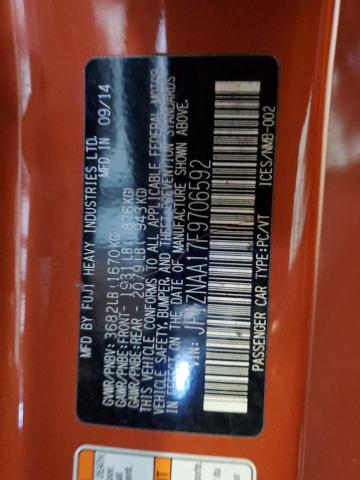 MFD BY FUJI HEAVY INDUSTRIES LTD.
MFD IN 09/14
GVWR/PNBV: 3682LB(1670KG)
GAWR/PNBE:FRONT- 1931LB( 876KG)
GAWR/PNBE:REAR - 2079LB( 943KG)
THIS VEHICLE CONFORMS TO ALL APPLICABLE FEDERAL MOTOR
VEHICLE SAFETY, BUMPER, AND THEFT PREVENTION STANDARDS
IN EFFECT ON THE DATE OF MANUFACTURE SHOWN ABOVE.
VIN: JF1ZNAA17F9706592
PASSENGER CAR/TYPE:PC/VT
ICES/NMB-002